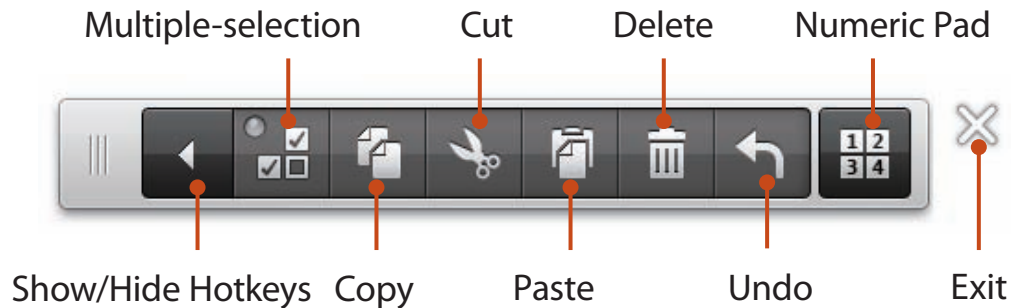 Multiple-selection Cut Delete Numeric Pad
1 2
3 4
Show/Hide Hotkeys Copy Paste Undo Exit